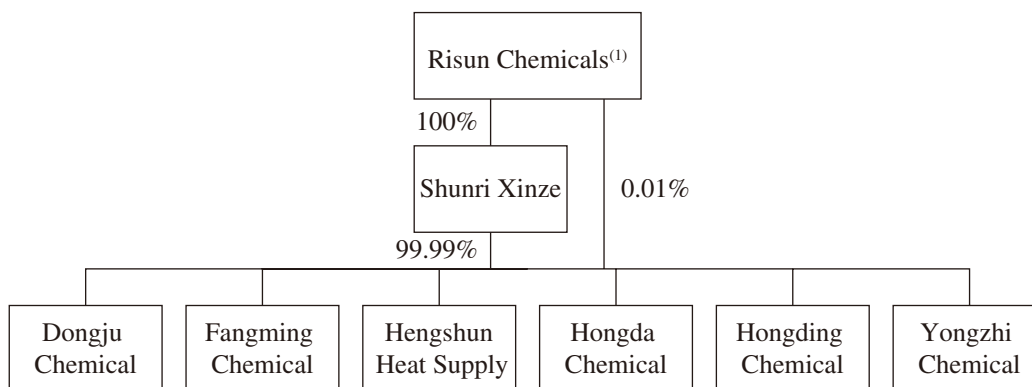 Risun Chemicals(1)
100%
Shunri Xinze
0.01%
99.99%
Dongju
Chemical
Fangming
Chemical
Hengshun
Heat Supply
Hongda
Chemical
Hongding
Chemical
Yongzhi
Chemical